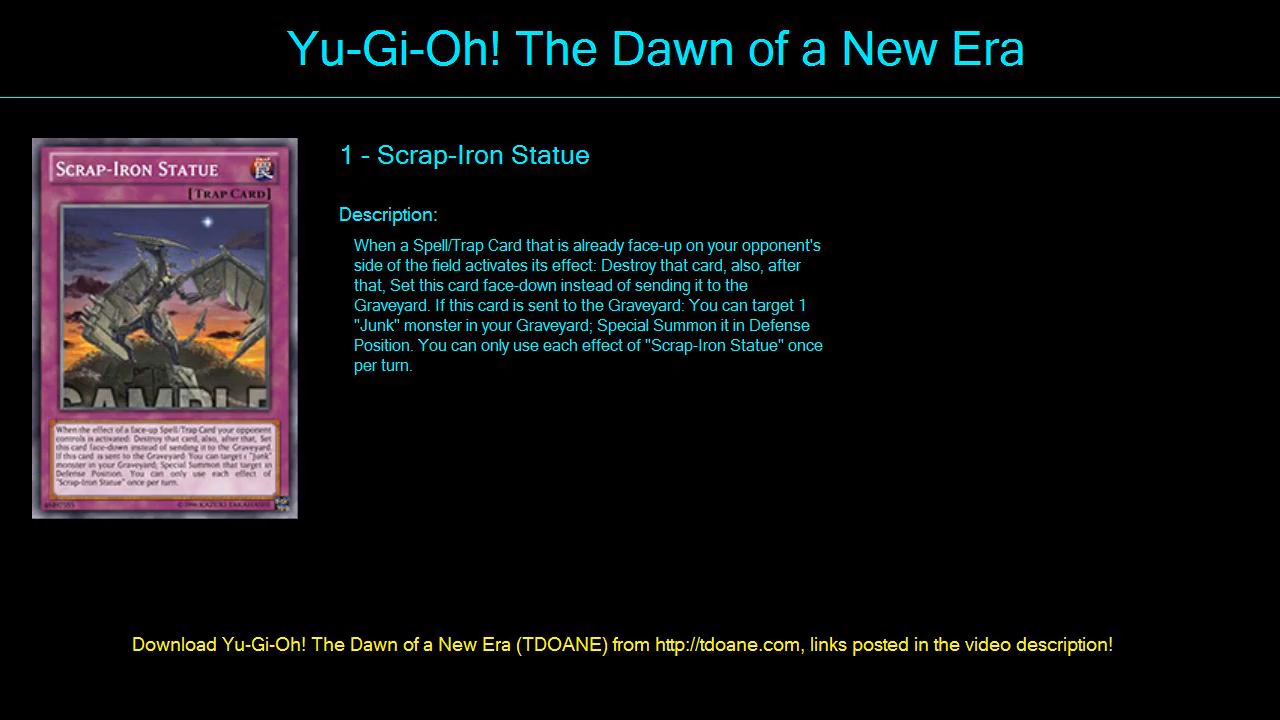 Yu-Gi-Oh! The Dawn of a New Era
SCRAP-IRON STATUE
罠
[TRAP CARD]
SAMPLE
When the effect of a face-up Spell/Trap Card your opponent
controls is activated: Destroy that card, also, after that, Set
this card face-down instead of sending it to the Graveyard.
If this card is sent to the Graveyard: You can target 1 "Junk"
monster in your Graveyard; Special Summon that target in
Defense Position. You can only use each effect of
"Scrap-Iron Statue" once per turn.
©1996 KAZUKI TAKAHASHI
1 - Scrap-Iron Statue
Description:
When a Spell/Trap Card that is already face-up on your opponent's
side of the field activates its effect: Destroy that card, also, after
that, Set this card face-down instead of sending it to the
Graveyard. If this card is sent to the Graveyard: You can target 1
"Junk" monster in your Graveyard; Special Summon it in Defense
Position. You can only use each effect of "Scrap-Iron Statue" once
per turn.
Download Yu-Gi-Oh! The Dawn of a New Era (TDOANE) from http://tdoane.com, links posted in the video description!